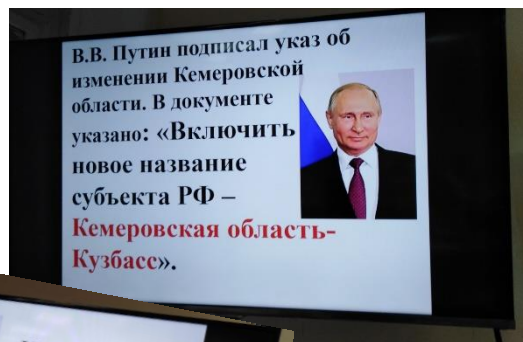 В.В. Путин подписал указ об
изменении Кемеровской
области. В документе
указано: «Включить
новое название
субъекта РФ –
Кемеровская область-
Кузбасс».